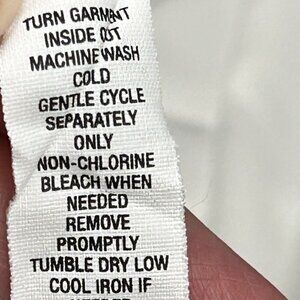 TURN GARMENT
INSIDE OUT
MACHINE WASH
COLD
GENTLE CYCLE
SEPARATELY
ONLY
NON-CHLORINE
BLEACH WHEN
NEEDED
REMOVE
PROMPTLY
TUMBLE DRY LOW
COOL IRON IF
NEEDED